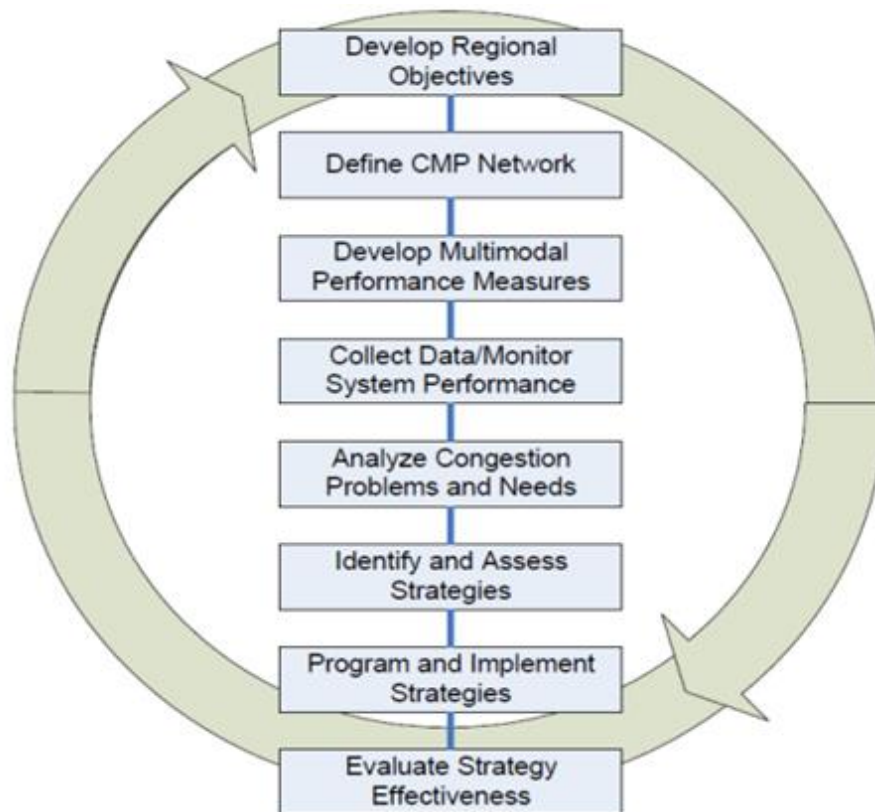 Develop Regional
Objectives
Define CMP Network
Develop Multimodal
Performance Measures
Collect Data/Monitor
System Performance
Analyze Congestion
Problems and Needs
Identify and Assess
Strategies
Program and Implement
Strategies
Evaluate Strategy
Effectiveness